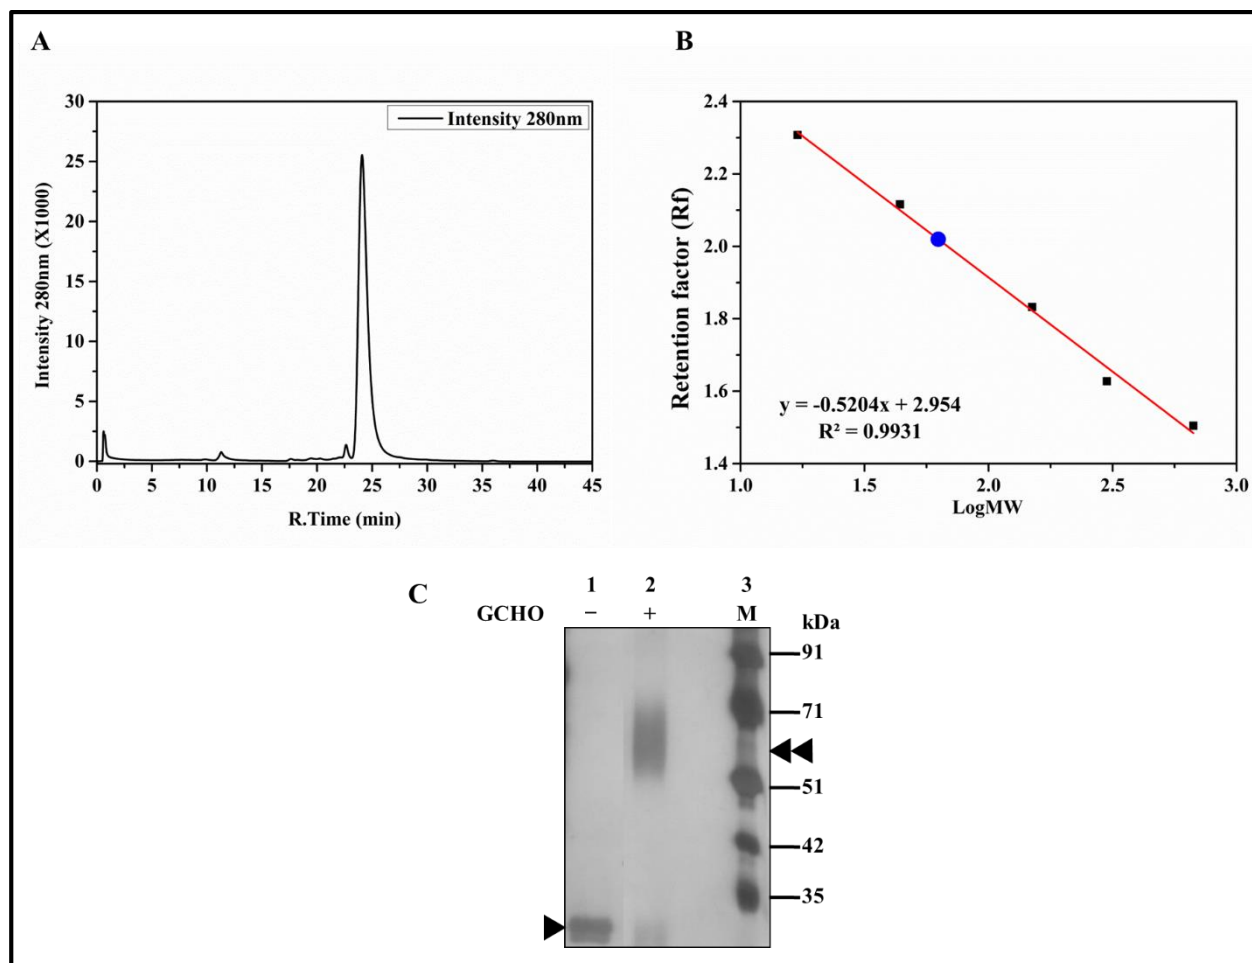 A
B
Intensity 280nm
30
25
20
15
10
5
0
Intensity 280nm (X1000)
0 5 10 15 20 25 30 35 40 45
R.Time (min)
2.4
2.2
2.0
1.8
1.6
1.4
Retention factor (Rf)
y = -0.5204x + 2.954
R² = 0.9931
1.0 1.5 2.0 2.5 3.0
LogMW
C
1 2 3
GCHO − + M kDa
91
71
51
42
35